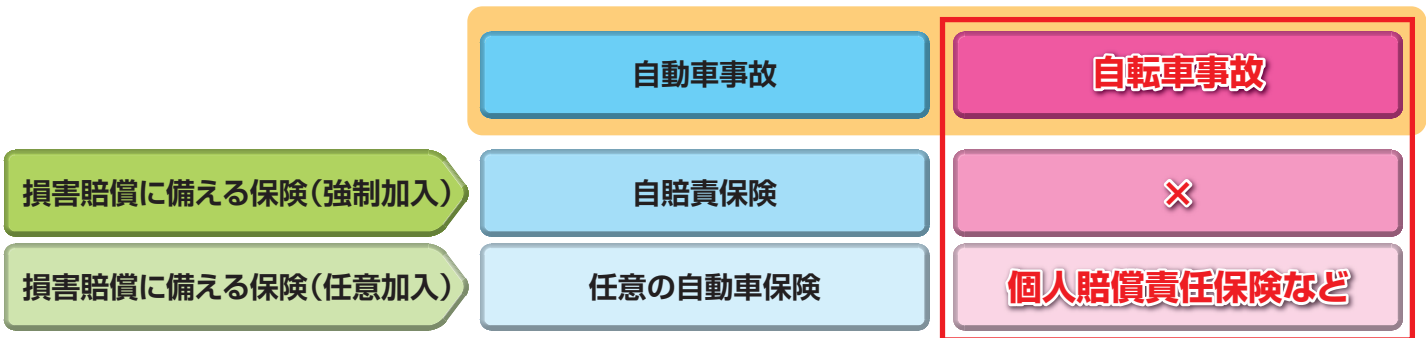 自動車事故
自転車事故
損害賠償に備える保険(強制加入)
自賠責保険
×
損害賠償に備える保険(任意加入)
任意の自動車保険
個人賠償責任保険など